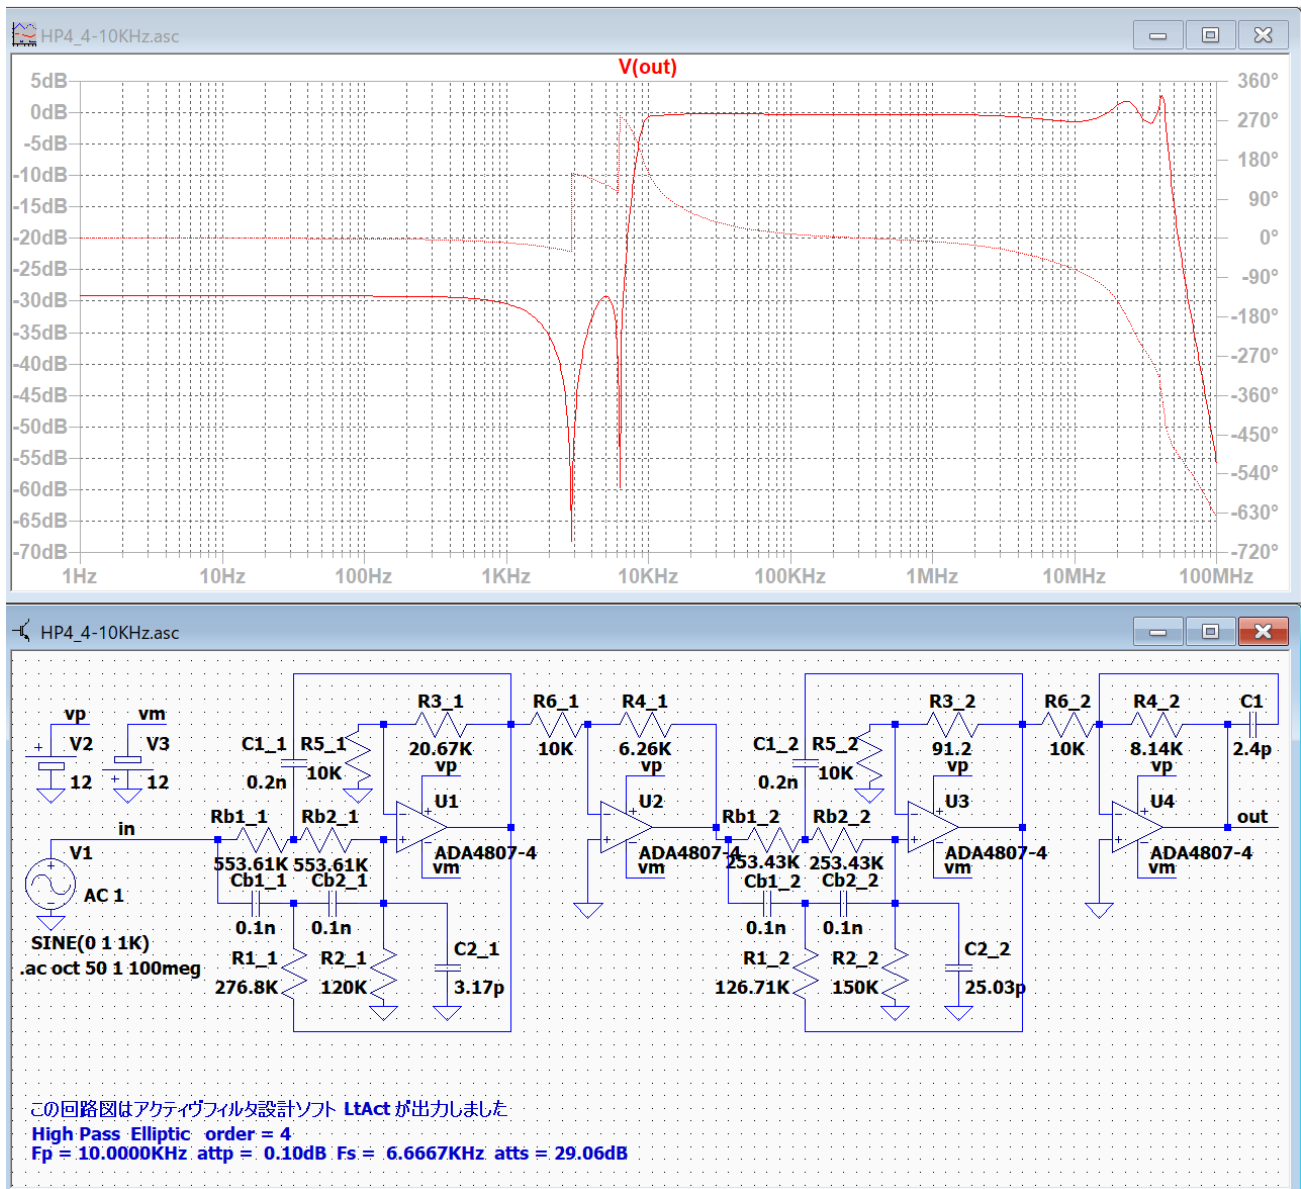 HP4_4-10KHz.asc
V(out)
5dB
0dB
-5dB
-10dB
-15dB
-20dB
-25dB
-30dB
-35dB
-40dB
-45dB
-50dB
-55dB
-60dB
-65dB
-70dB
360°
270°
180°
90°
0°
-90°
-180°
-270°
-360°
-450°
-540°
-630°
-720°
1Hz 10Hz 100Hz 1KHz 10KHz 100KHz 1MHz 10MHz 100MHz
HP4_4-10KHz.asc
vp vm
V2 V3
12 12
in
V1
AC 1
SINE(0 1 1K)
.ac oct 50 1 100meg
R3_1
20.67K
C1_1
0.2n
R5_1
10K
vp
U1
ADA4807-4
vm
Rb1_1
553.61K
Rb2_1
553.61K
Cb1_1
0.1n
Cb2_1
0.1n
R1_1
276.8K
R2_1
120K
C2_1
3.17p
R6_1
10K
R4_1
6.26K
vp
U2
ADA4807-4
vm
R3_2
91.2
C1_2
0.2n
R5_2
10K
vp
U3
ADA4807-4
vm
Rb1_2
253.43K
Rb2_2
253.43K
Cb1_2
0.1n
Cb2_2
0.1n
R1_2
126.71K
R2_2
150K
C2_2
25.03p
R6_2
10K
R4_2
8.14K
C1
2.4p
vp
U4
ADA4807-4
vm
out
この回路図はアクティヴフィルタ設計ソフト LtAct が出力しました
High Pass Elliptic order = 4
Fp = 10.0000KHz attp = 0.10dB Fs = 6.6667KHz atts = 29.06dB